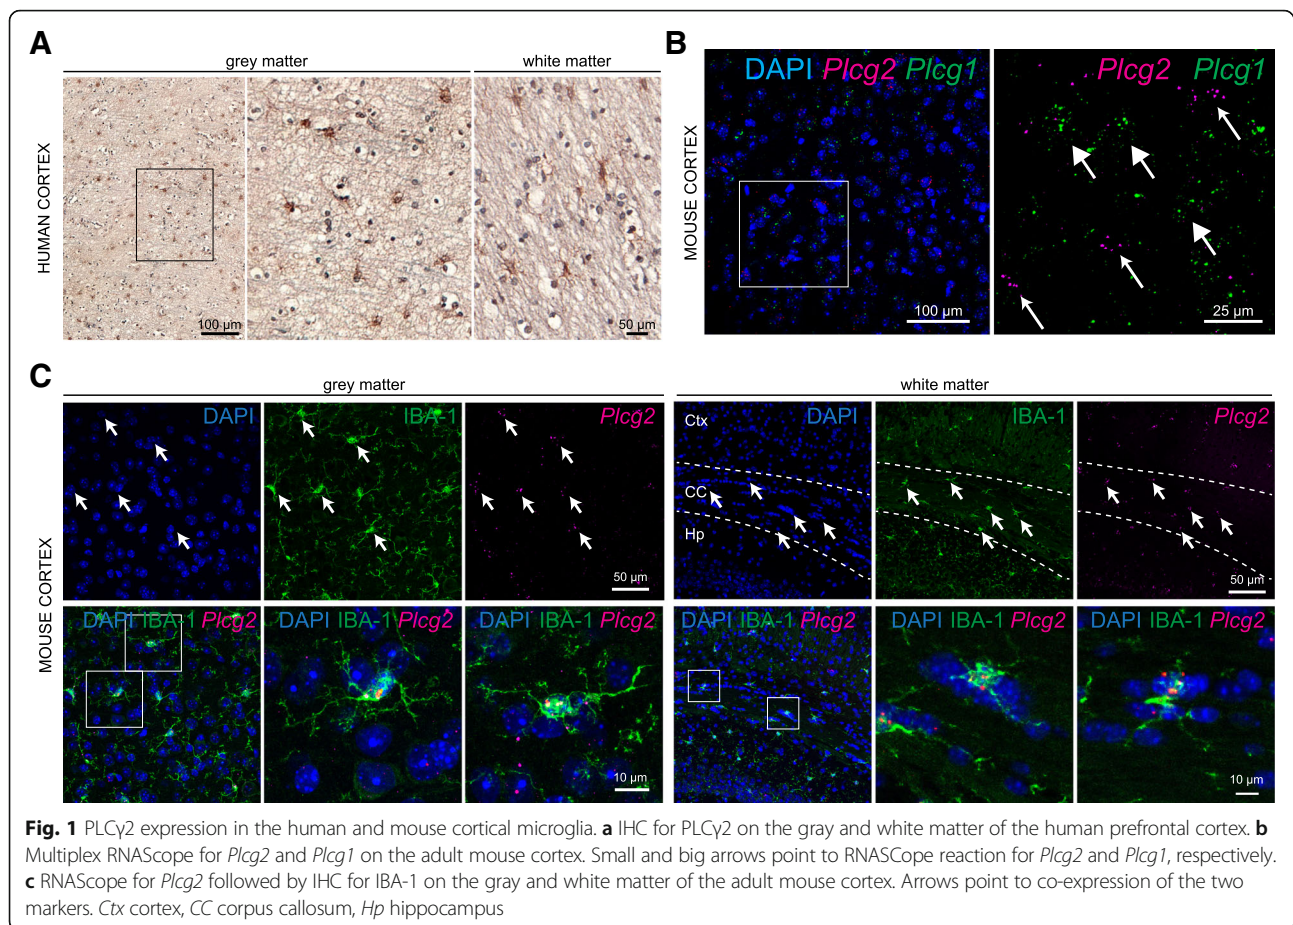 A
grey matter
white matter
HUMAN CORTEX
100 µm
50 µm
B
MOUSE CORTEX
DAPI Plcg2 Plcg1
100 µm
Plcg2 Plcg1
25 µm
C
grey matter
white matter
MOUSE CORTEX
DAPI
IBA-1
Plcg2
50 µm
Ctx
CC
Hp
DAPI
IBA-1
Plcg2
50 µm
DAPI IBA-1 Plcg2
DAPI IBA-1 Plcg2
DAPI IBA-1 Plcg2
10 µm
DAPI IBA-1 Plcg2
DAPI IBA-1 Plcg2
DAPI IBA-1 Plcg2
10 µm
Fig. 1 PLCγ2 expression in the human and mouse cortical microglia. a IHC for PLCγ2 on the gray and white matter of the human prefrontal cortex. b
Multiplex RNAScope for Plcg2 and Plcg1 on the adult mouse cortex. Small and big arrows point to RNASCope reaction for Plcg2 and Plcg1, respectively.
c RNAScope for Plcg2 followed by IHC for IBA-1 on the gray and white matter of the adult mouse cortex. Arrows point to co-expression of the two
markers. Ctx cortex, CC corpus callosum, Hp hippocampus